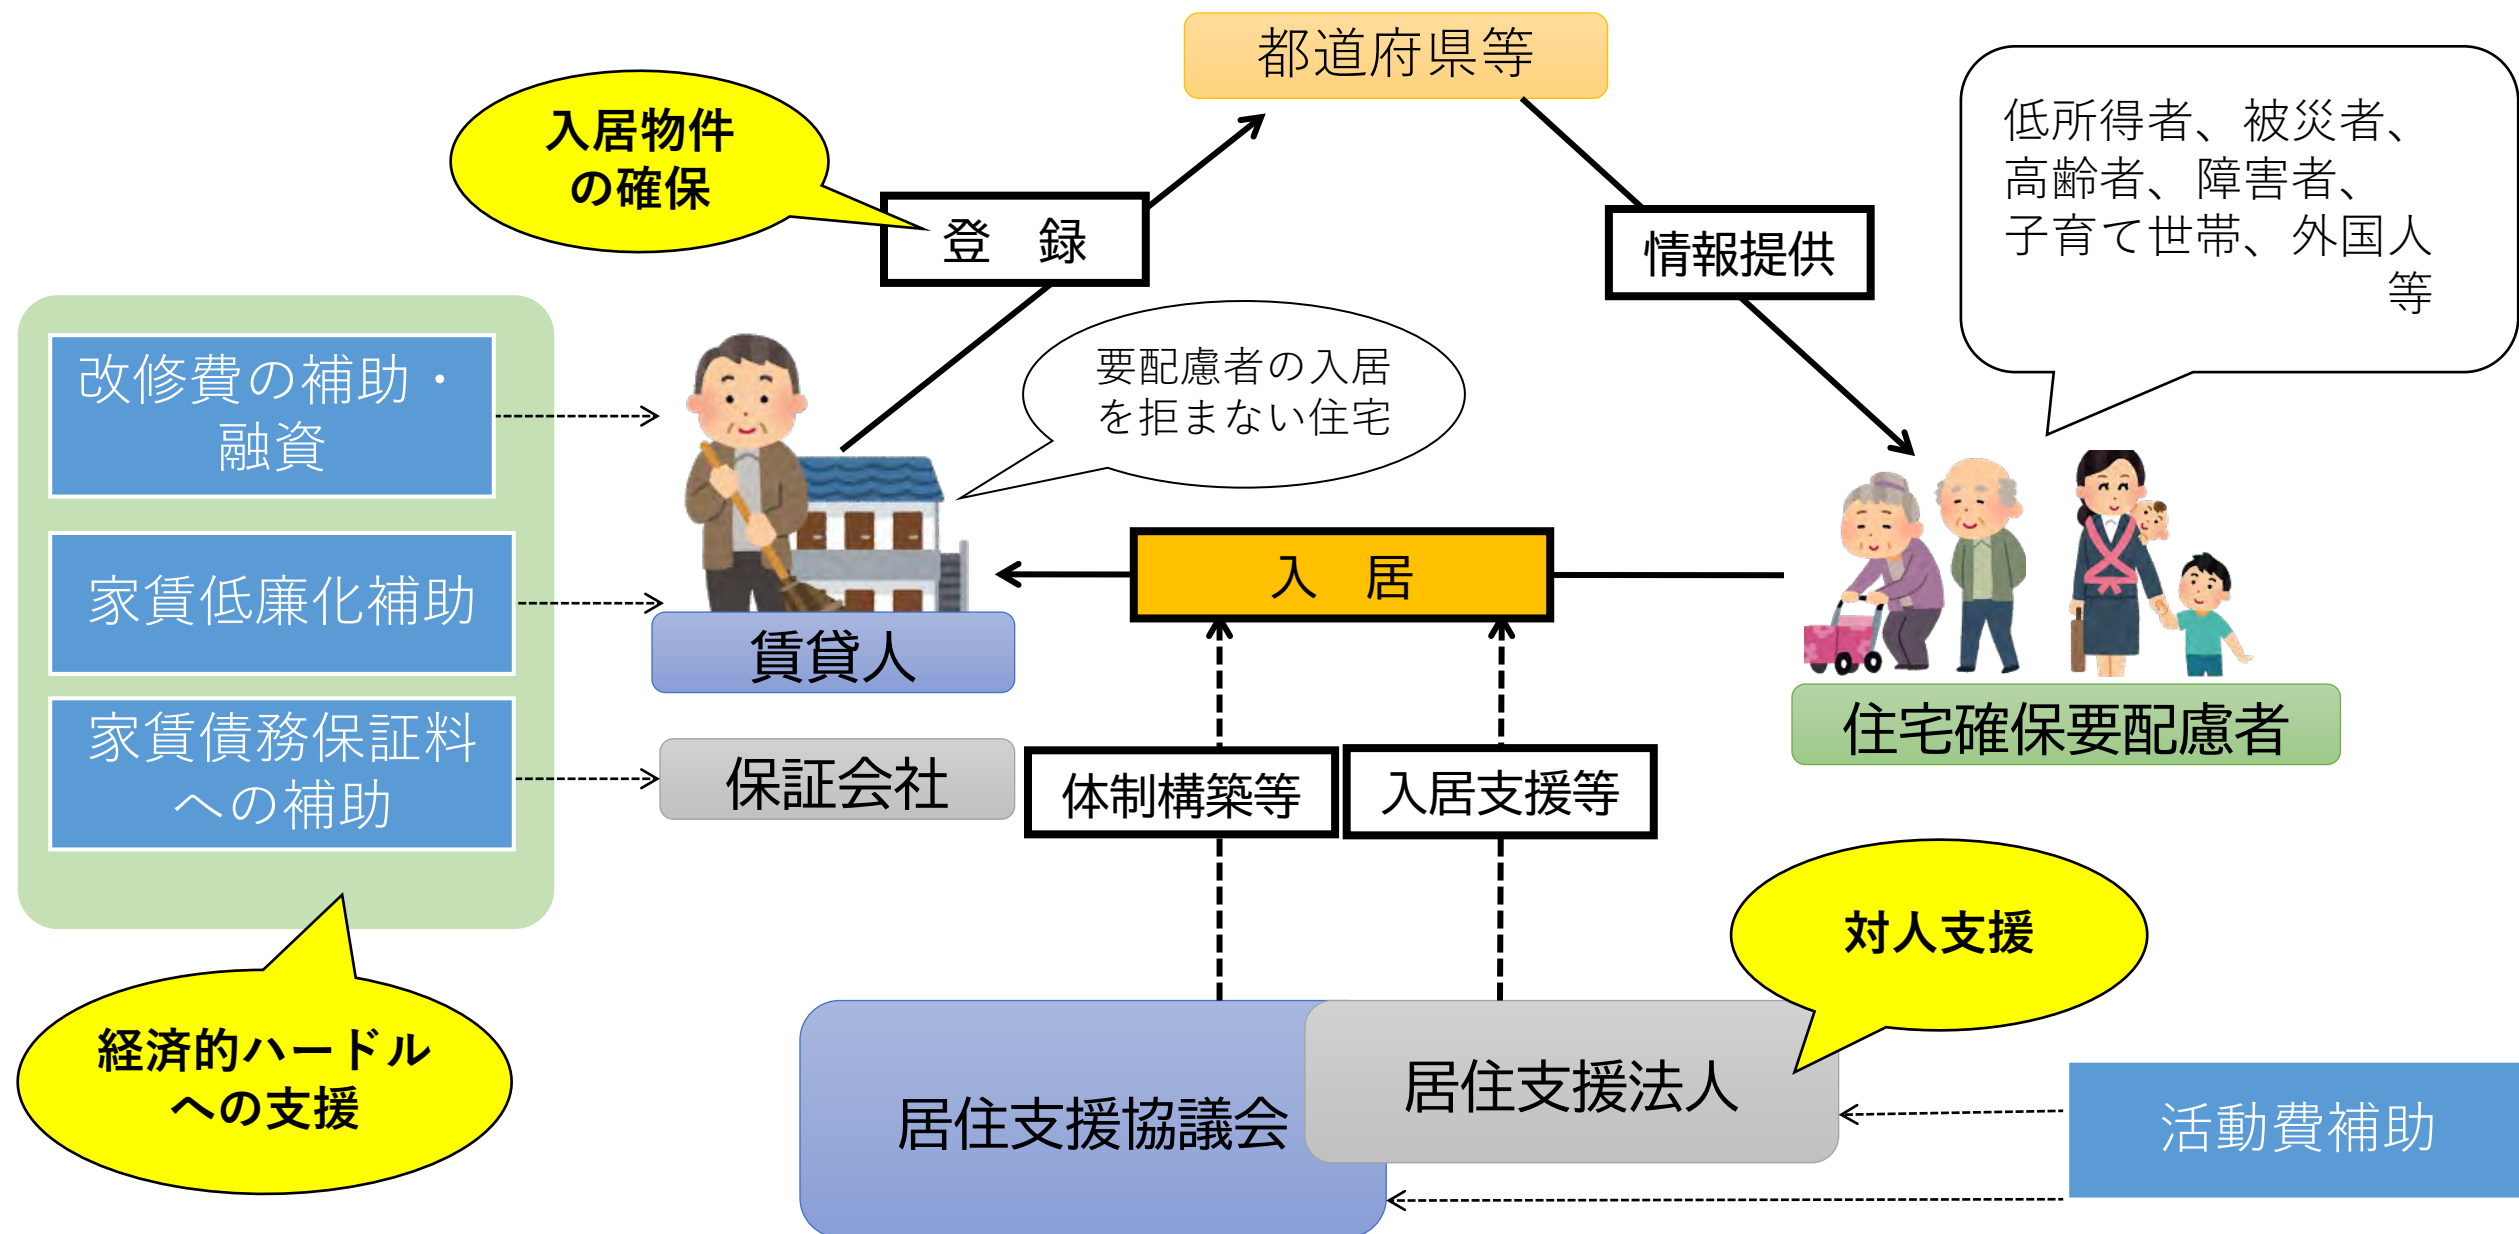 都道府県等
入居物件
の確保
登　録
情報提供
低所得者、被災者、
高齢者、障害者、
子育て世帯、外国人
等
改修費の補助・
融資
家賃低廉化補助
家賃債務保証料
への補助
要配慮者の入居
を拒まない住宅
入　居
賃貸人
保証会社
体制構築等
入居支援等
住宅確保要配慮者
対人支援
経済的ハードル
への支援
居住支援協議会
居住支援法人
活動費補助